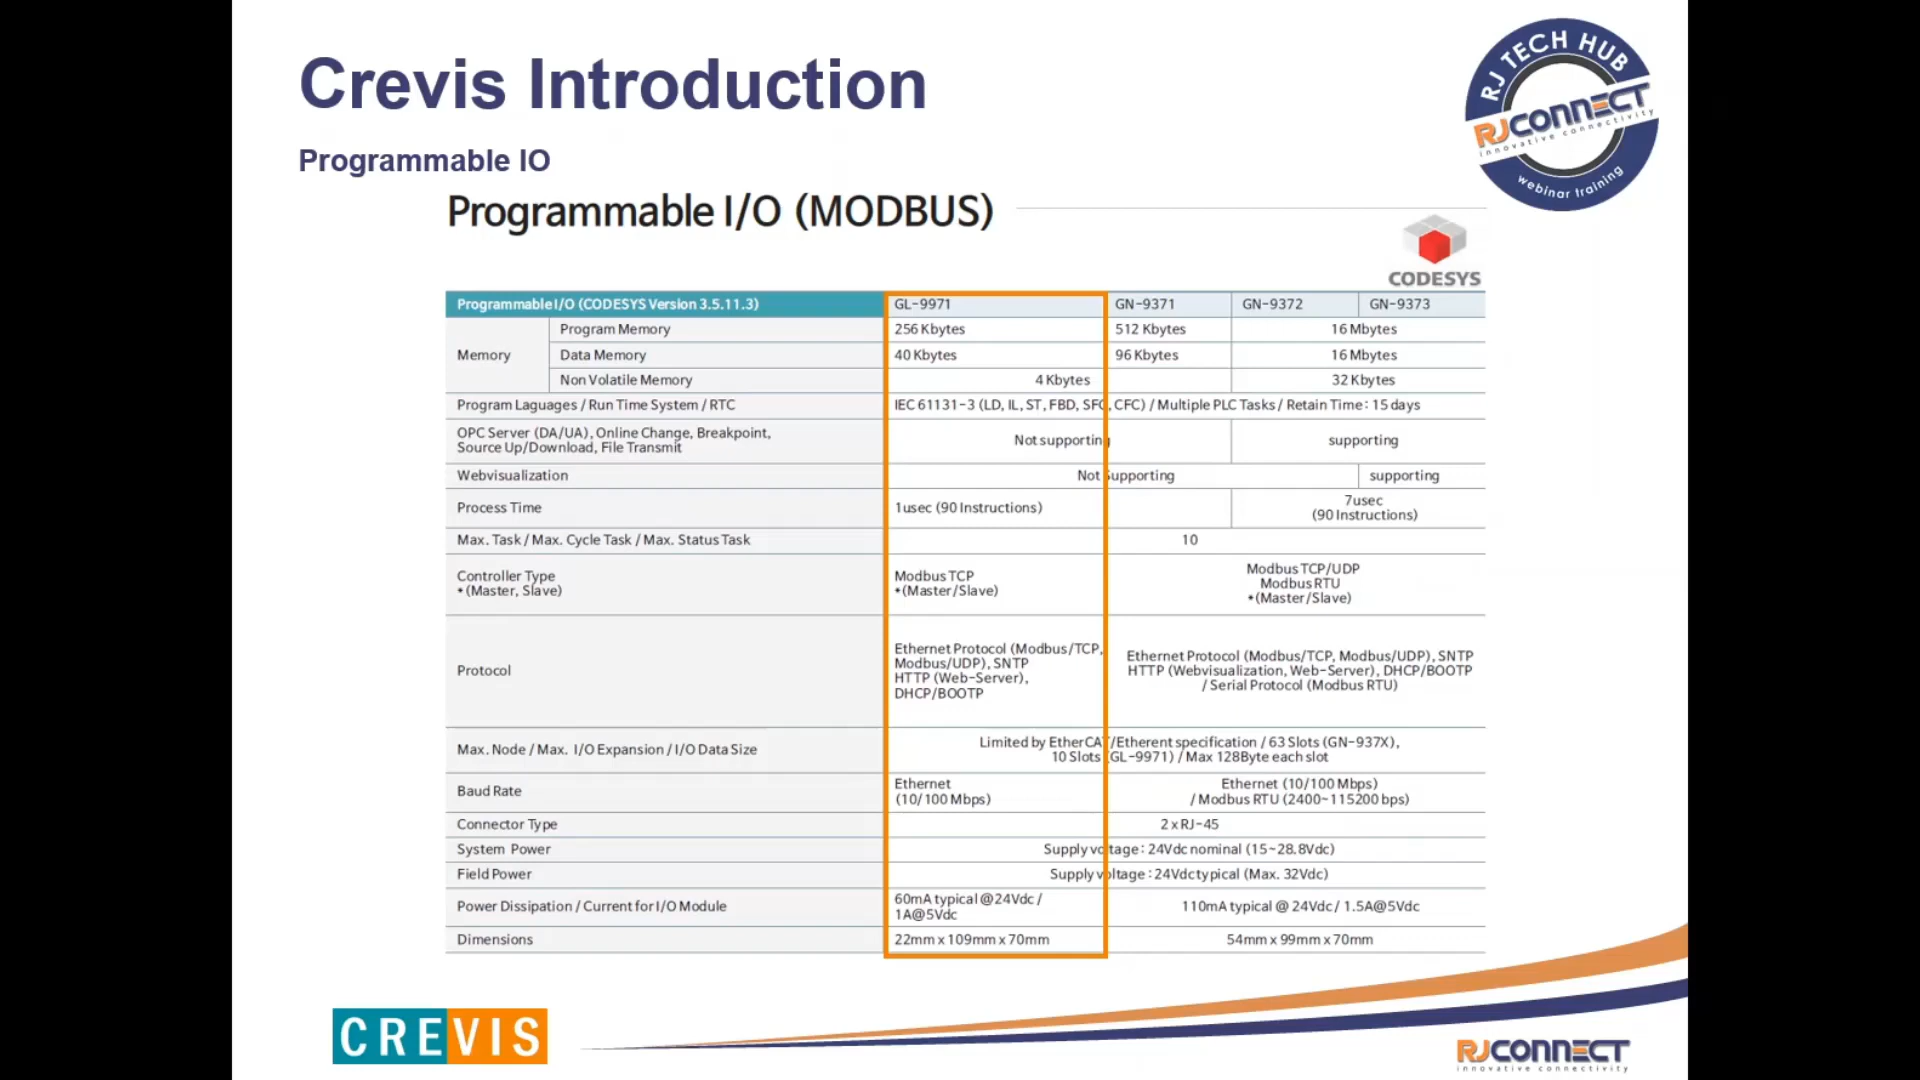 Crevis Introduction
Programmable IO
RJ TECH HUB
RJCONNECT
innovative connectivity
webinar training
Programmable I/O (MODBUS)
CODESYS
Programmable I/O (CODESYS Version 3.5.11.3) GL-9971 GN-9371 GN-9372 GN-9373
Memory
Program Memory 256 Kbytes 512 Kbytes 16 Mbytes
Data Memory 40 Kbytes 96 Kbytes 16 Mbytes
Non Volatile Memory 4 Kbytes 32 Kbytes
Program Laguages / Run Time System / RTC IEC 61131-3 (LD, IL, ST, FBD, SFC, CFC) / Multiple PLC Tasks / Retain Time : 15 days
OPC Server (DA/UA), Online Change, Breakpoint,
Source Up/Download, File Transmit
Not supporting supporting
Webvisualization Not Supporting supporting
Process Time 1usec (90 Instructions)
7usec
(90 Instructions)
Max. Task / Max. Cycle Task / Max. Status Task 10
Controller Type
*(Master, Slave)
Modbus TCP
*(Master/Slave)
Modbus TCP/UDP
Modbus RTU
*(Master/Slave)
Protocol
Ethernet Protocol (Modbus/TCP,
Modbus/UDP), SNTP
HTTP (Web-Server),
DHCP/BOOTP
Ethernet Protocol (Modbus/TCP, Modbus/UDP), SNTP
HTTP (Webvisualization, Web-Server), DHCP/BOOTP
/ Serial Protocol (Modbus RTU)
Max. Node / Max. I/O Expansion / I/O Data Size
Limited by EtherCAT/Etherent specification / 63 Slots (GN-937X),
10 Slots (GL-9971) / Max 128Byte each slot
Baud Rate
Ethernet
(10/100 Mbps)
Ethernet (10/100 Mbps)
/ Modbus RTU (2400~115200 bps)
Connector Type 2 x RJ-45
System Power Supply voltage : 24Vdc nominal (15~28.8Vdc)
Field Power Supply voltage : 24Vdc typical (Max. 32Vdc)
Power Dissipation / Current for I/O Module
60mA typical @24Vdc /
1A@5Vdc
110mA typical @ 24Vdc / 1.5A@5Vdc
Dimensions 22mm x 109mm x 70mm 54mm x 99mm x 70mm
CREVIS
RJCONNECT
innovative connectivity